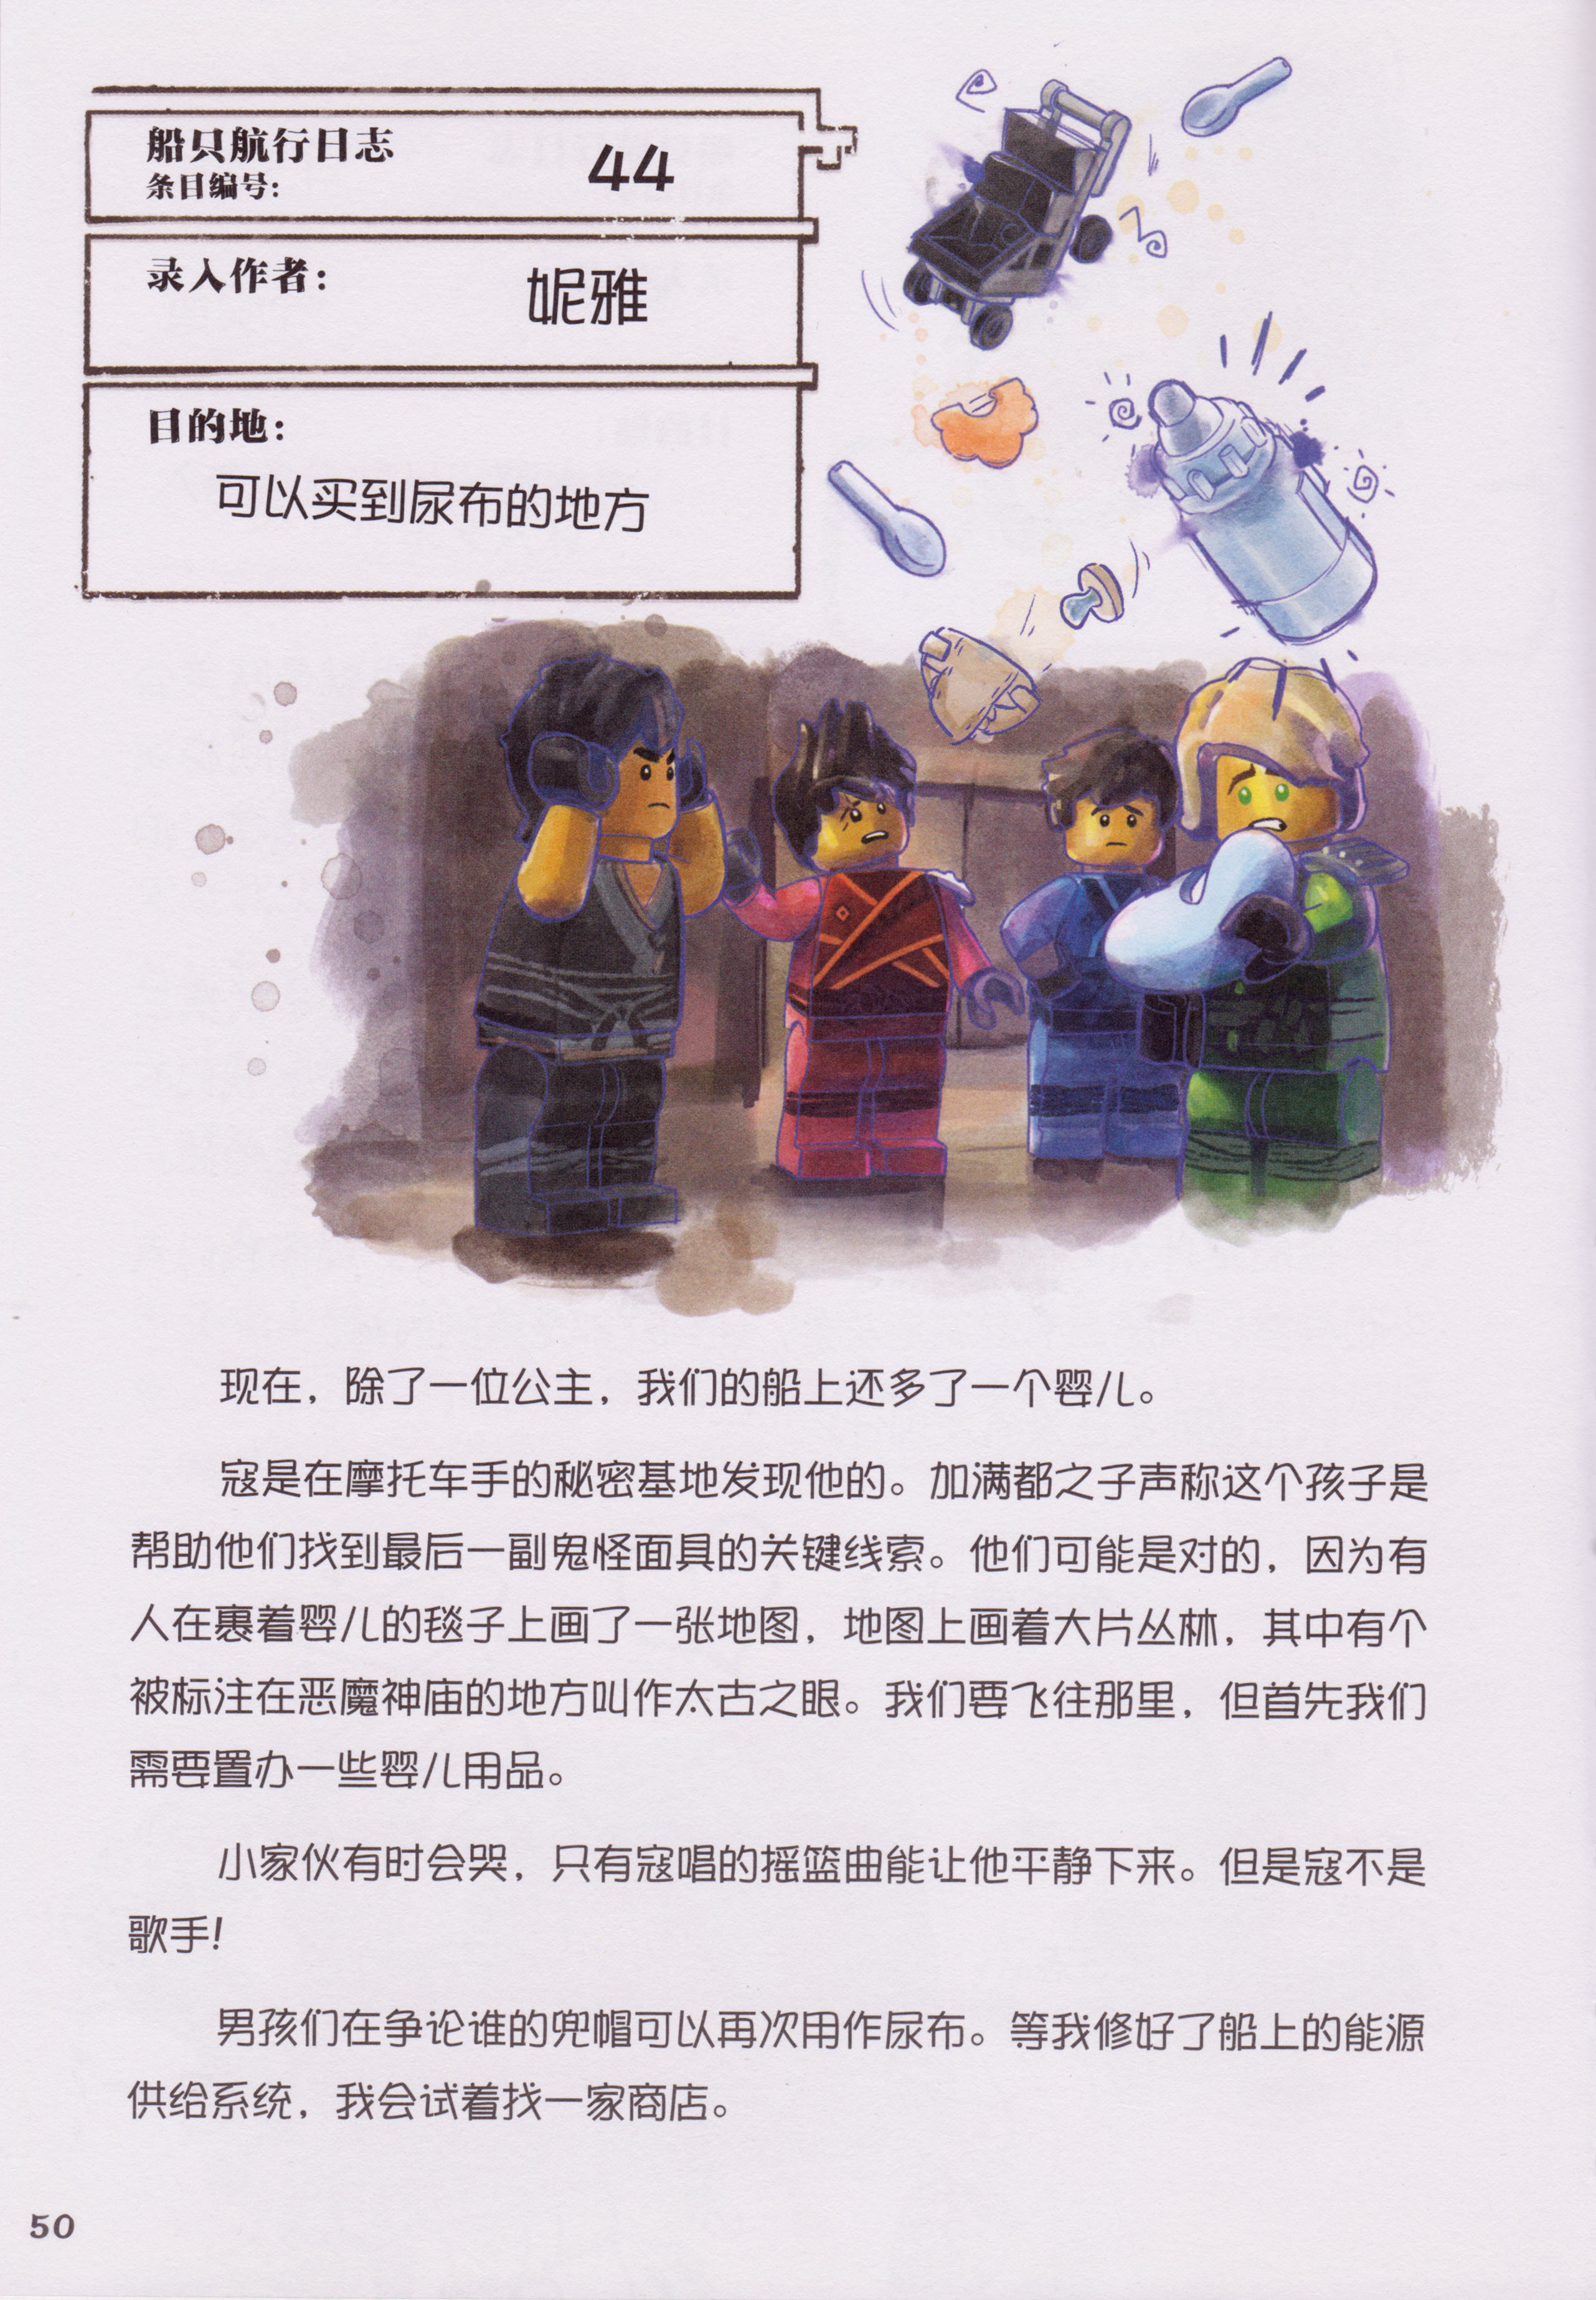 船只航行日志
条目编号：
44
录入作者：
妮雅
目的地：
可以买到尿布的地方
现在，除了一位公主，我们的船上还多了一个婴儿。
寇是在摩托车手的秘密基地发现他的。加满都之子声称这个孩子是
帮助他们找到最后一副鬼怪面具的关键线索。他们可能是对的，因为有
人在裹着婴儿的毯子上画了一张地图，地图上画着大片丛林，其中有个
被标注在恶魔神庙的地方叫作太古之眼。我们要飞往那里，但首先我们
需要置办一些婴儿用品。
小家伙有时会哭，只有寇唱的摇篮曲能让他平静下来。但是寇不是
歌手！
男孩们在争论谁的兜帽可以再次用作尿布。等我修好了船上的能源
供给系统，我会试着找一家商店。
50